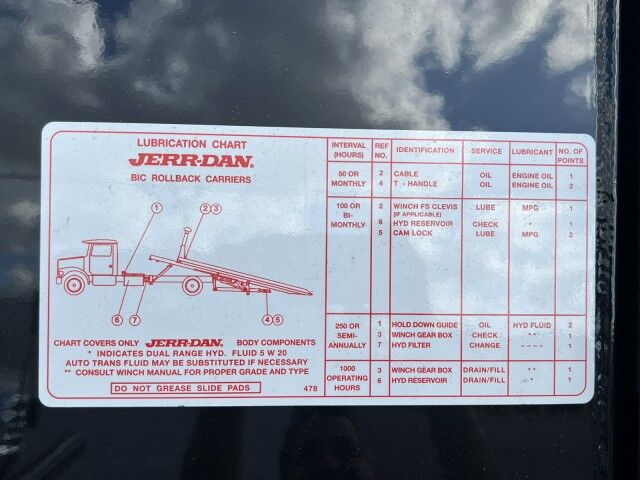 LUBRICATION CHART
JERR-DAN®
BIC ROLLBACK CARRIERS
1
2 3
6 7
4 5
CHART COVERS ONLY JERR-DAN® BODY COMPONENTS
* INDICATES DUAL RANGE HYD. FLUID 5 W 20
AUTO TRANS FLUID MAY BE SUBSTITUTED IF NECESSARY
** CONSULT WINCH MANUAL FOR PROPER GRADE AND TYPE
DO NOT GREASE SLIDE PADS
478
INTERVAL (HOURS) REF NO. IDENTIFICATION SERVICE LUBRICANT NO. OF POINTS
50 OR MONTHLY
2 CABLE OIL ENGINE OIL 1
4 T - HANDLE OIL ENGINE OIL 2
100 OR BI-MONTHLY
2 WINCH FS CLEVIS (IF APPLICABLE) LUBE MPG 1
6 HYD RESERVOIR CHECK * 1
5 CAM LOCK LUBE MPG 2
250 OR SEMI-ANNUALLY
1 HOLD DOWN GUIDE OIL HYD FLUID 2
3 WINCH GEAR BOX CHECK ** 1
7 HYD FILTER CHANGE ---- 1
1000 OPERATING HOURS
3 WINCH GEAR BOX DRAIN/FILL ** 1
6 HYD RESERVOIR DRAIN/FILL * 1